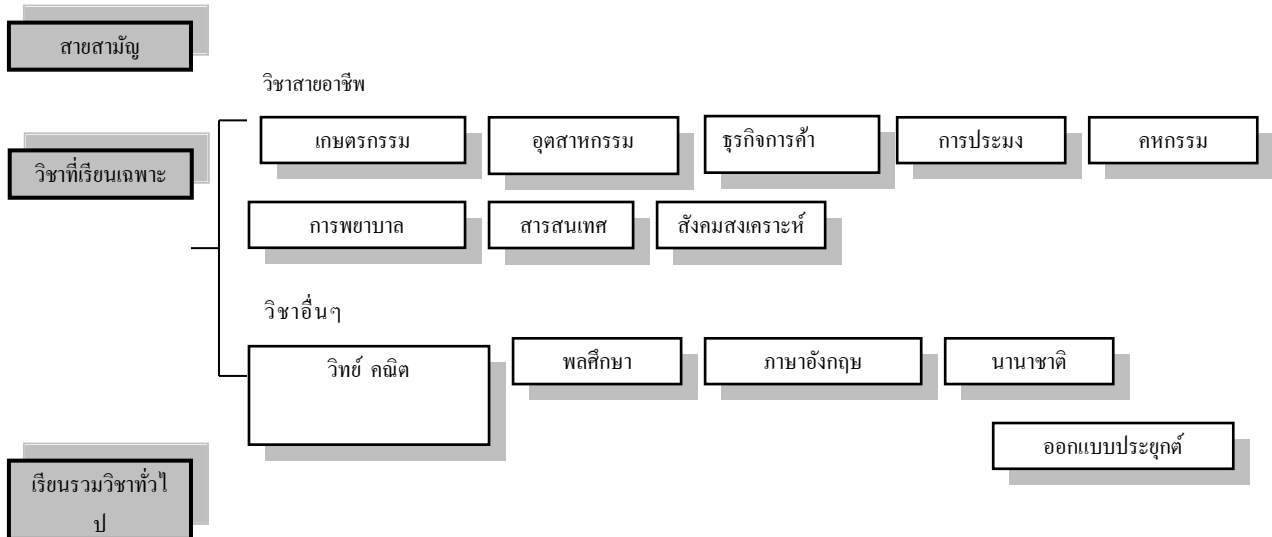 สายสามัญ
วิชาสายอาชีพ
เกษตรกรรม
อุตสาหกรรม
ธุรกิจการค้า
การประมง
คหกรรม
วิชาที่เรียนเฉพาะ
การพยาบาล
สารสนเทศ
สังคมสงเคราะห์
วิชาอื่นๆ
วิทย์ คณิต
พลศึกษา
ภาษาอังกฤษ
นานาชาติ
ออกแบบประยุกต์
เรียนรวมวิชาทั่วไ
ป